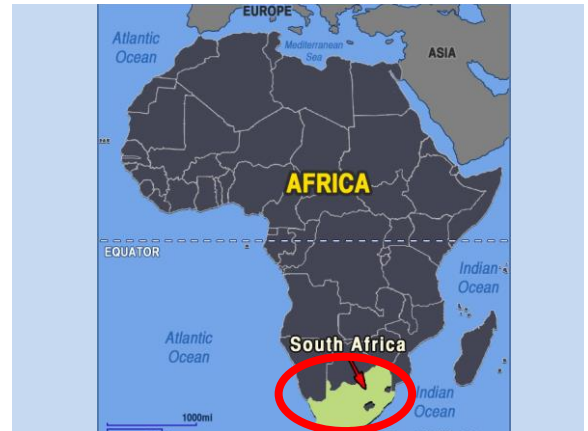 EUROPE
Atlantic
Ocean
Mediterranean
Sea
ASIA
AFRICA
EQUATOR
Indian
Ocean
South Africa
Atlantic
Ocean
Indian
Ocean
1000mi